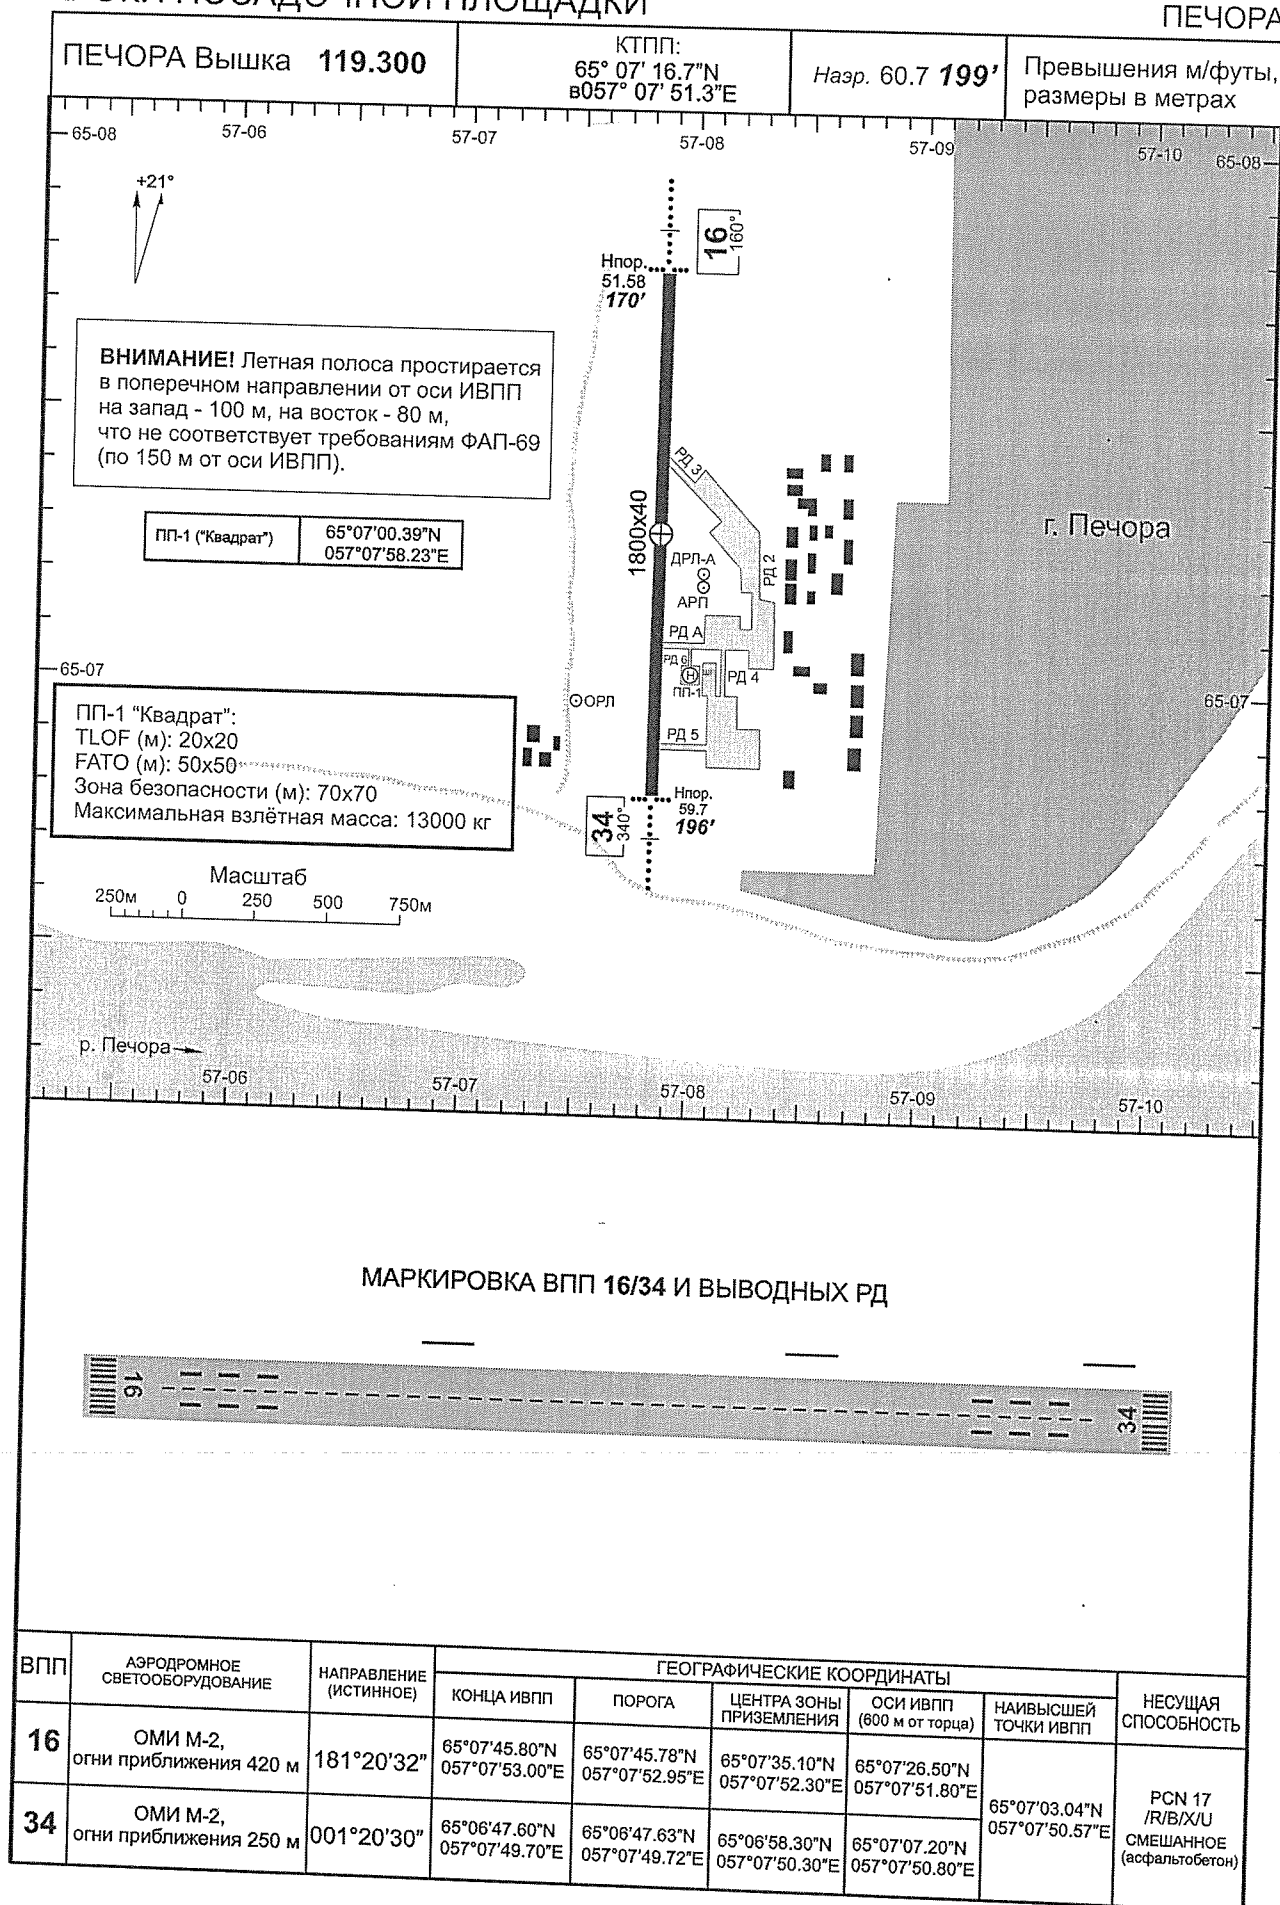 ПОСАДОЧНОЙ ПЛОЩАДКИ
ПЕЧОРА
ПЕЧОРА Вышка 119.300
КТПП:
65° 07' 16.7"N
в057° 07' 51.3"E
Наэр. 60.7 199'
Превышения м/футы,
размеры в метрах
65-08
57-06
57-07
57-08
57-09
57-10
65-08
+21°
16
160°
Нпор.
51.58
170'
ВНИМАНИЕ! Летная полоса простирается
в поперечном направлении от оси ИВПП
на запад - 100 м, на восток - 80 м,
что не соответствует требованиям ФАП-69
(по 150 м от оси ИВПП).
ПП-1 ("Квадрат")
65°07'00.39"N
057°07'58.23"E
РД 3
1800х40
ДРЛ-А
АРП
РД 2
г. Печора
РД А
РД 6
H
ПП-1
РД 4
РД 5
ОРЛ
65-07
65-07
ПП-1 "Квадрат":
TLOF (м): 20х20
FATO (м): 50х50
Зона безопасности (м): 70х70
Максимальная взлётная масса: 13000 кг
34
340°
Нпор.
59.7
196'
Масштаб
250м 0 250 500 750м
р. Печора
57-06
57-07
57-08
57-09
57-10
МАРКИРОВКА ВПП 16/34 И ВЫВОДНЫХ РД
16
34
ВПП
АЭРОДРОМНОЕ
СВЕТООБОРУДОВАНИЕ
НАПРАВЛЕНИЕ
(ИСТИННОЕ)
ГЕОГРАФИЧЕСКИЕ КООРДИНАТЫ
КОНЦА ИВПП
ПОРОГА
ЦЕНТРА ЗОНЫ
ПРИЗЕМЛЕНИЯ
ОСИ ИВПП
(600 м от торца)
НАИВЫСШЕЙ
ТОЧКИ ИВПП
НЕСУЩАЯ
СПОСОБНОСТЬ
16
ОМИ М-2,
огни приближения 420 м
181°20'32"
65°07'45.80"N
057°07'53.00"E
65°07'45.78"N
057°07'52.95"E
65°07'35.10"N
057°07'52.30"E
65°07'26.50"N
057°07'51.80"E
65°07'03.04"N
057°07'50.57"E
PCN 17
/R/B/X/U
СМЕШАННОЕ
(асфальтобетон)
34
ОМИ М-2,
огни приближения 250 м
001°20'30"
65°06'47.60"N
057°07'49.70"E
65°06'47.63"N
057°07'49.72"E
65°06'58.30"N
057°07'50.30"E
65°07'07.20"N
057°07'50.80"E